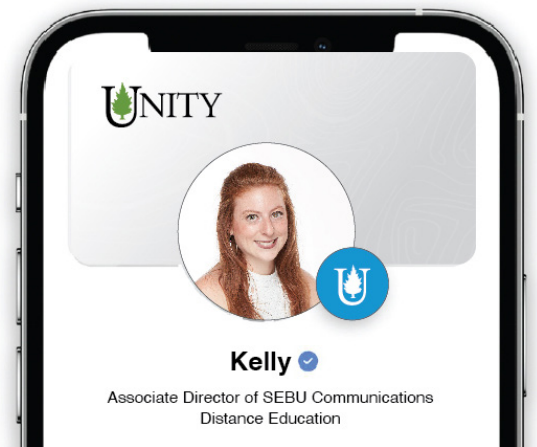 UNITY
U
Kelly
Associate Director of SEBU Communications
Distance Education